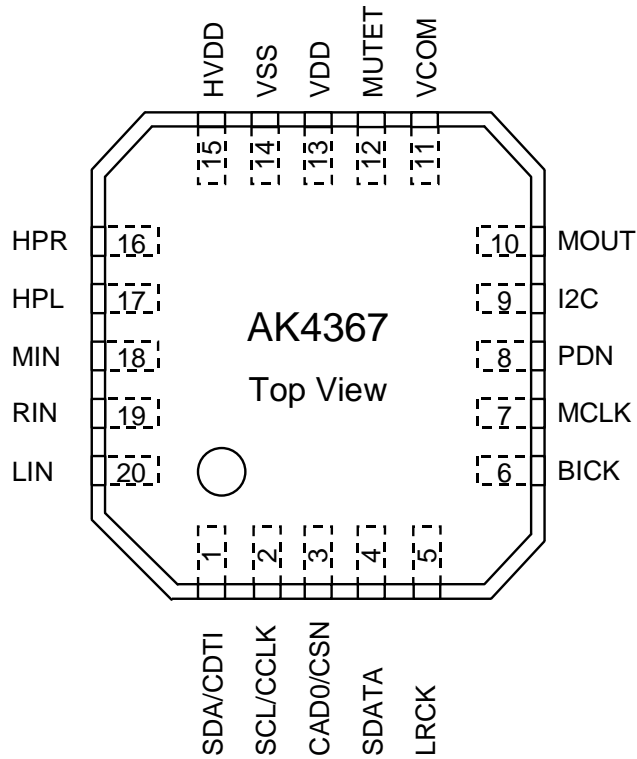 HVDD
VSS
VDD
MUTET
VCOM
15
14
13
12
11
HPR
16
10
MOUT
HPL
17
9
I2C
MIN
18
8
PDN
RIN
19
7
MCLK
LIN
20
6
BICK
AK4367
Top View
1
2
3
4
5
SDA/CDTI
SCL/CCLK
CAD0/CSN
SDATA
LRCK